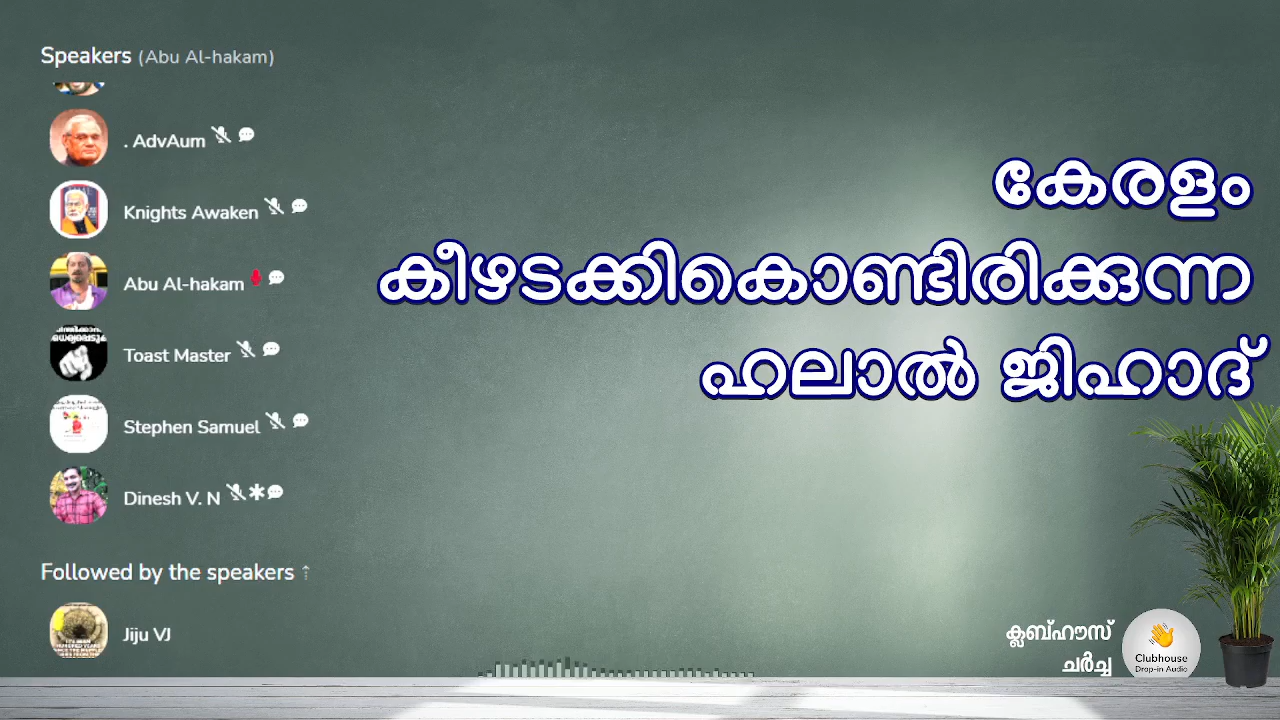 Speakers (Abu Al-hakam)
. AdvAum
Knights Awaken
Abu Al-hakam
Toast Master
Stephen Samuel
Dinesh V. N
Followed by the speakers ↑
Jiju VJ
കേരളം
കീഴടക്കികൊണ്ടിരിക്കുന്ന
ഹലാൽ ജിഹാദ്
ക്ലബ്ഹൗസ്
ചർച്ച
Clubhouse
Drop-in Audio